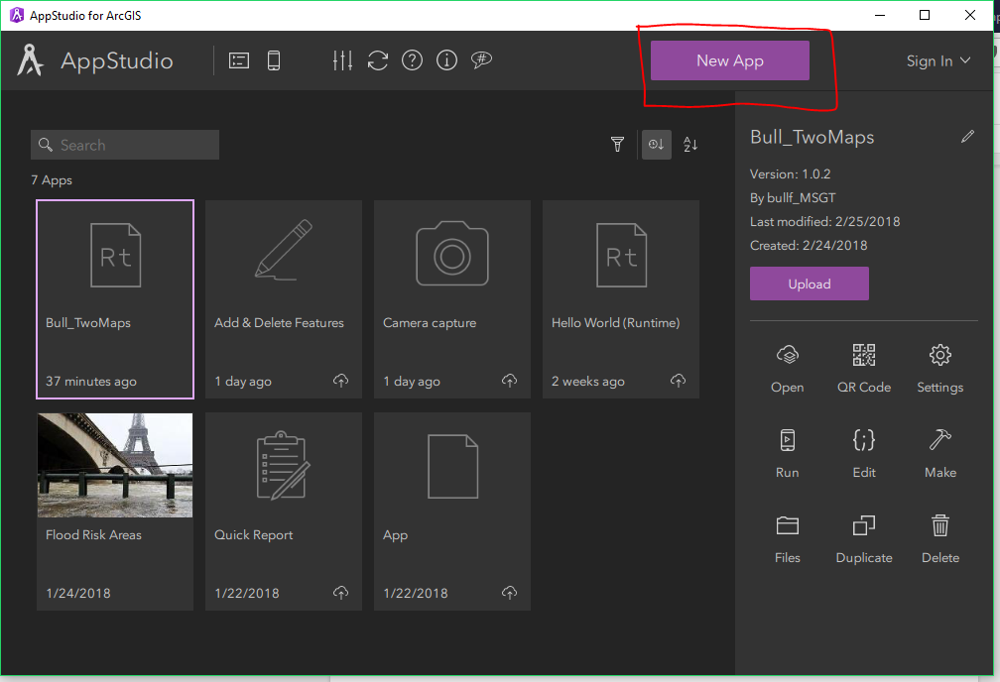 AppStudio for ArcGIS
AppStudio
New App
Sign In
Search
7 Apps
Rt
Bull_TwoMaps
37 minutes ago
Add & Delete Features
1 day ago
Camera capture
1 day ago
Rt
Hello World (Runtime)
2 weeks ago
Flood Risk Areas
1/24/2018
Quick Report
1/22/2018
App
1/22/2018
Bull_TwoMaps
Version: 1.0.2
By bullf_MSGT
Last modified: 2/25/2018
Created: 2/24/2018
Upload
Open
QR Code
Settings
Run
Edit
Make
Files
Duplicate
Delete